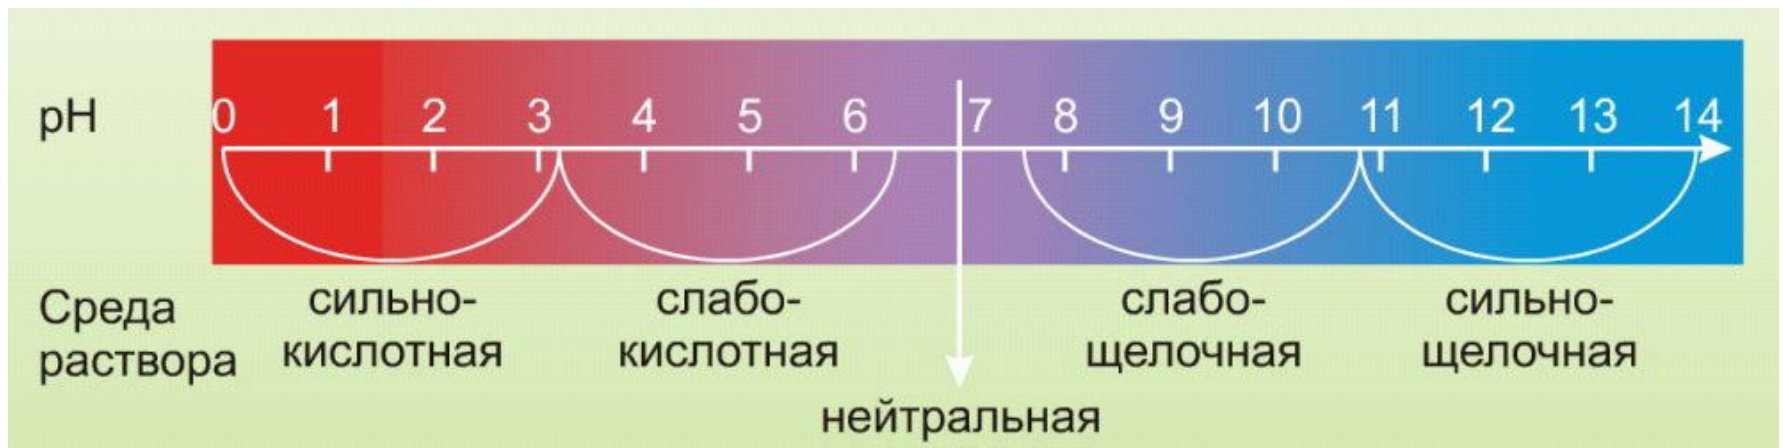 pH 0 1 2 3 4 5 6 7 8 9 10 11 12 13 14
Среда раствора
сильно-
кислотная
слабо-
кислотная
нейтральная
слабо-
щелочная
сильно-
щелочная